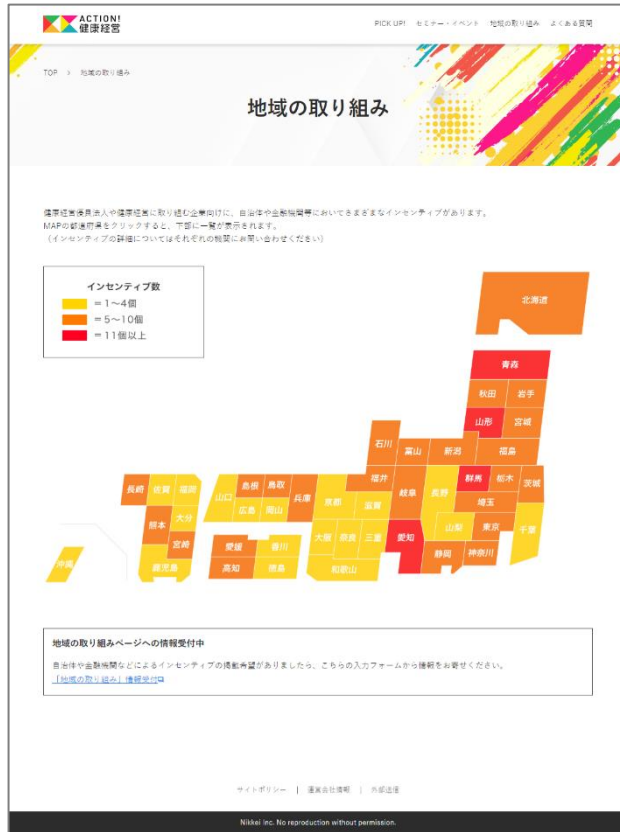 ACTION!
健康経営
PICK UP! セミナー・イベント 地域の取り組み よくある質問
TOP > 地域の取り組み
地域の取り組み
健康経営優良法人や健康経営に取り組む企業向けに、自治体や金融機関等においてさまざまなインセンティブがあります。
MAPの都道府県をクリックすると、下部に一覧が表示されます。
（インセンティブの詳細についてはそれぞれの機関にお問い合わせください）
インセンティブ数
＝1〜4個
＝5〜10個
＝11個以上
北海道
青森
秋田 岩手
山形 宮城
石川 富山 新潟 福島
長崎 佐賀 福岡 山口 島根 鳥取 兵庫 京都 福井 滋賀 岐阜 長野 群馬 栃木 茨城
広島 岡山 埼玉
熊本 大分 大阪 奈良 三重 愛知 山梨 東京 千葉
宮崎 愛媛 香川 静岡 神奈川
沖縄 鹿児島 高知 徳島 和歌山
地域の取り組みページへの情報受付中
自治体や金融機関などによるインセンティブの掲載希望がありましたら、こちらの入力フォームから情報をお寄せください。
「地域の取り組み」情報受付
サイトポリシー | 運営会社情報 | 外部送信
Nikkei Inc. No reproduction without permission.